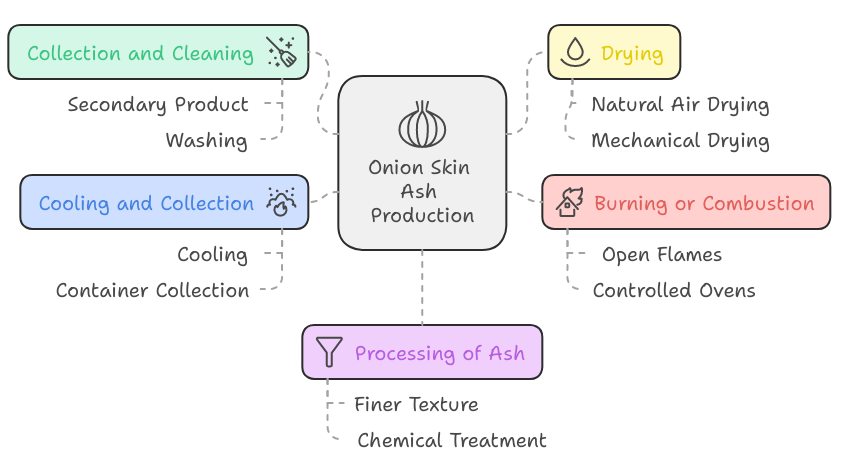 Collection and Cleaning
Secondary Product
Washing
Drying
Natural Air Drying
Mechanical Drying
Onion Skin
Ash
Production
Cooling and Collection
Cooling
Container Collection
Burning or Combustion
Open Flames
Controlled Ovens
Processing of Ash
Finer Texture
Chemical Treatment